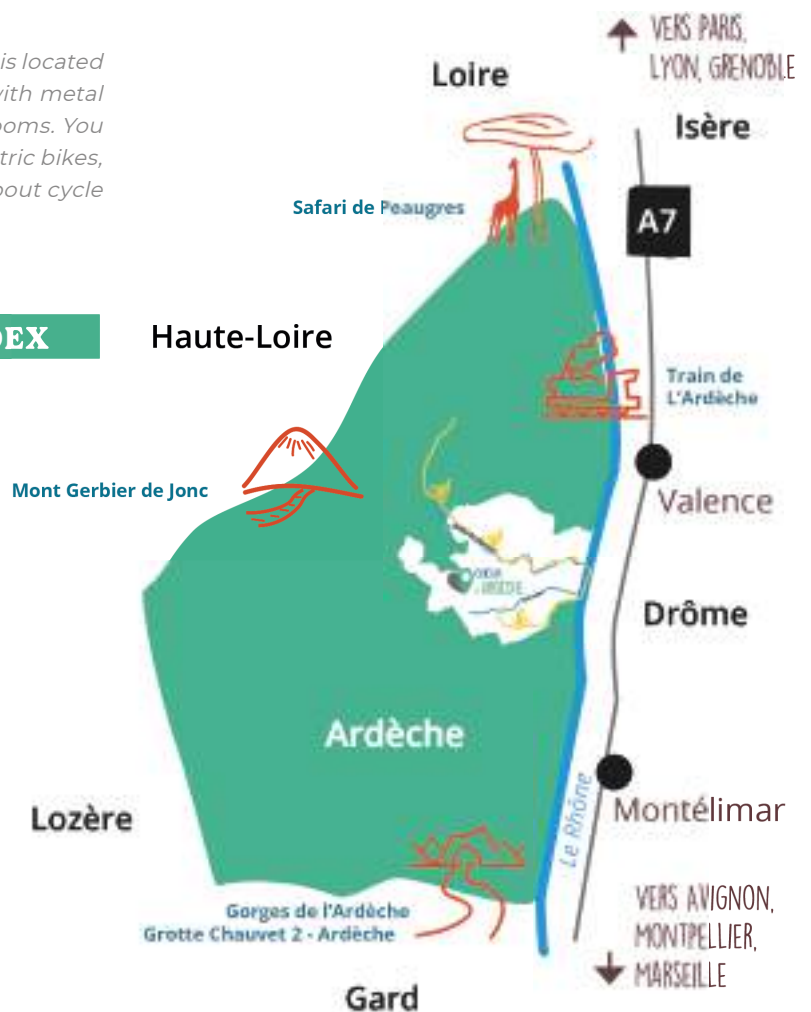 is located
with metal
ooms. You
tric bikes,
bout cycle
DEX
VERS PARIS,
LYON, GRENOBLE
Loire
Isère
A7
Safari de Peaugres
Haute-Loire
Train de
L'Ardèche
Mont Gerbier de Jonc
Valence
Drôme
Ardèche
Le Rhône
Montélimar
Lozère
Gorges de l'Ardèche
Grotte Chauvet 2 - Ardèche
VERS AVIGNON,
MONTPELLIER,
MARSEILLE
Gard